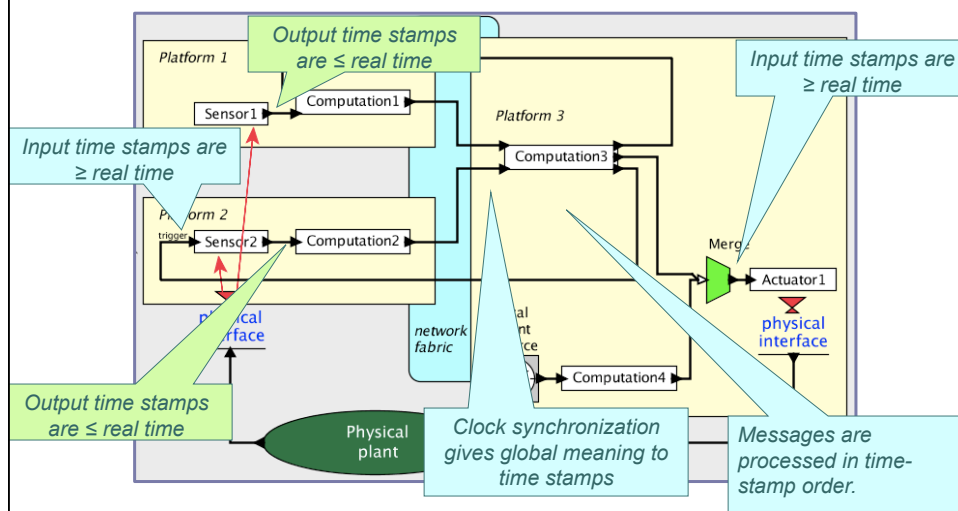 Output time stamps
are ≤ real time
Platform 1
Input time stamps are
≥ real time
Sensor1
Computation1
Platform 3
Input time stamps are
≥ real time
Computation3
Platform 2
trigger
Sensor2
Computation2
Merge
Actuator1
physical
interface
network
fabric
physical
interface
Computation4
Output time stamps
are ≤ real time
Physical
plant
Clock synchronization
gives global meaning to
time stamps
Messages are
processed in time-
stamp order.